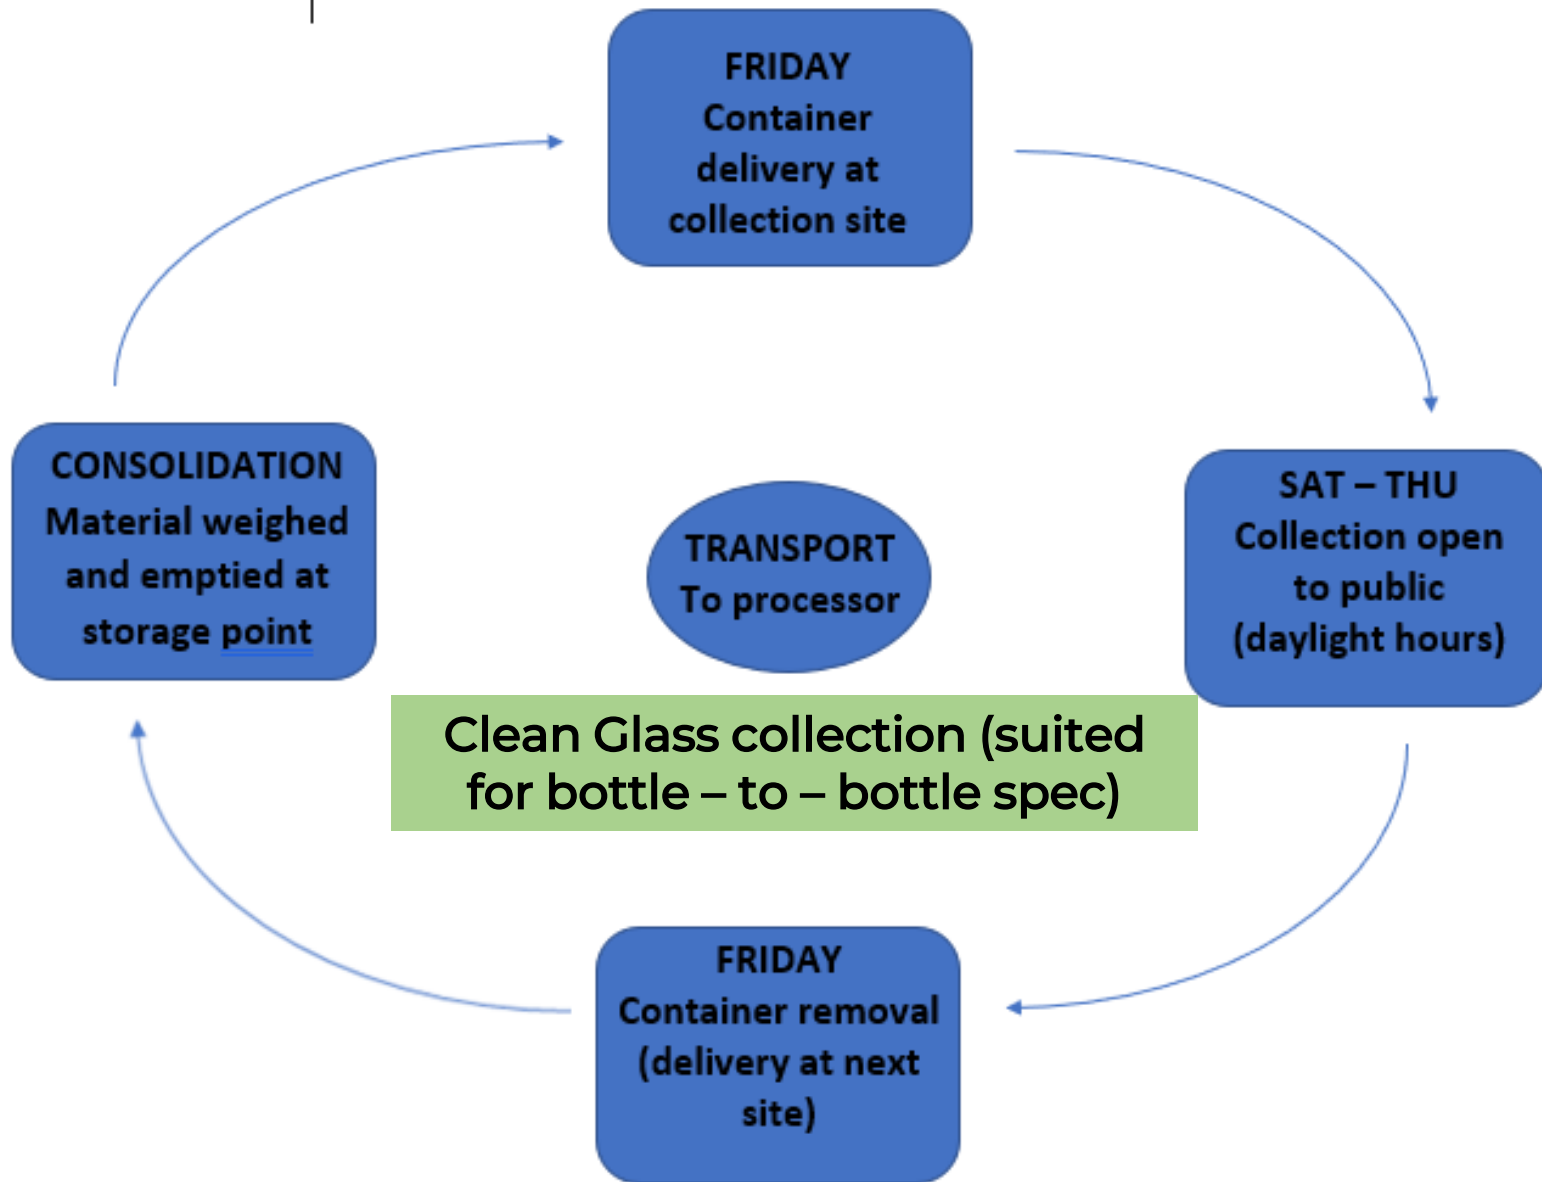 FRIDAY
Container
delivery at
collection site
SAT – THU
Collection open
to public
(daylight hours)
FRIDAY
Container removal
(delivery at next
site)
CONSOLIDATION
Material weighed
and emptied at
storage point
TRANSPORT
To processor
Clean Glass collection (suited
for bottle – to – bottle spec)